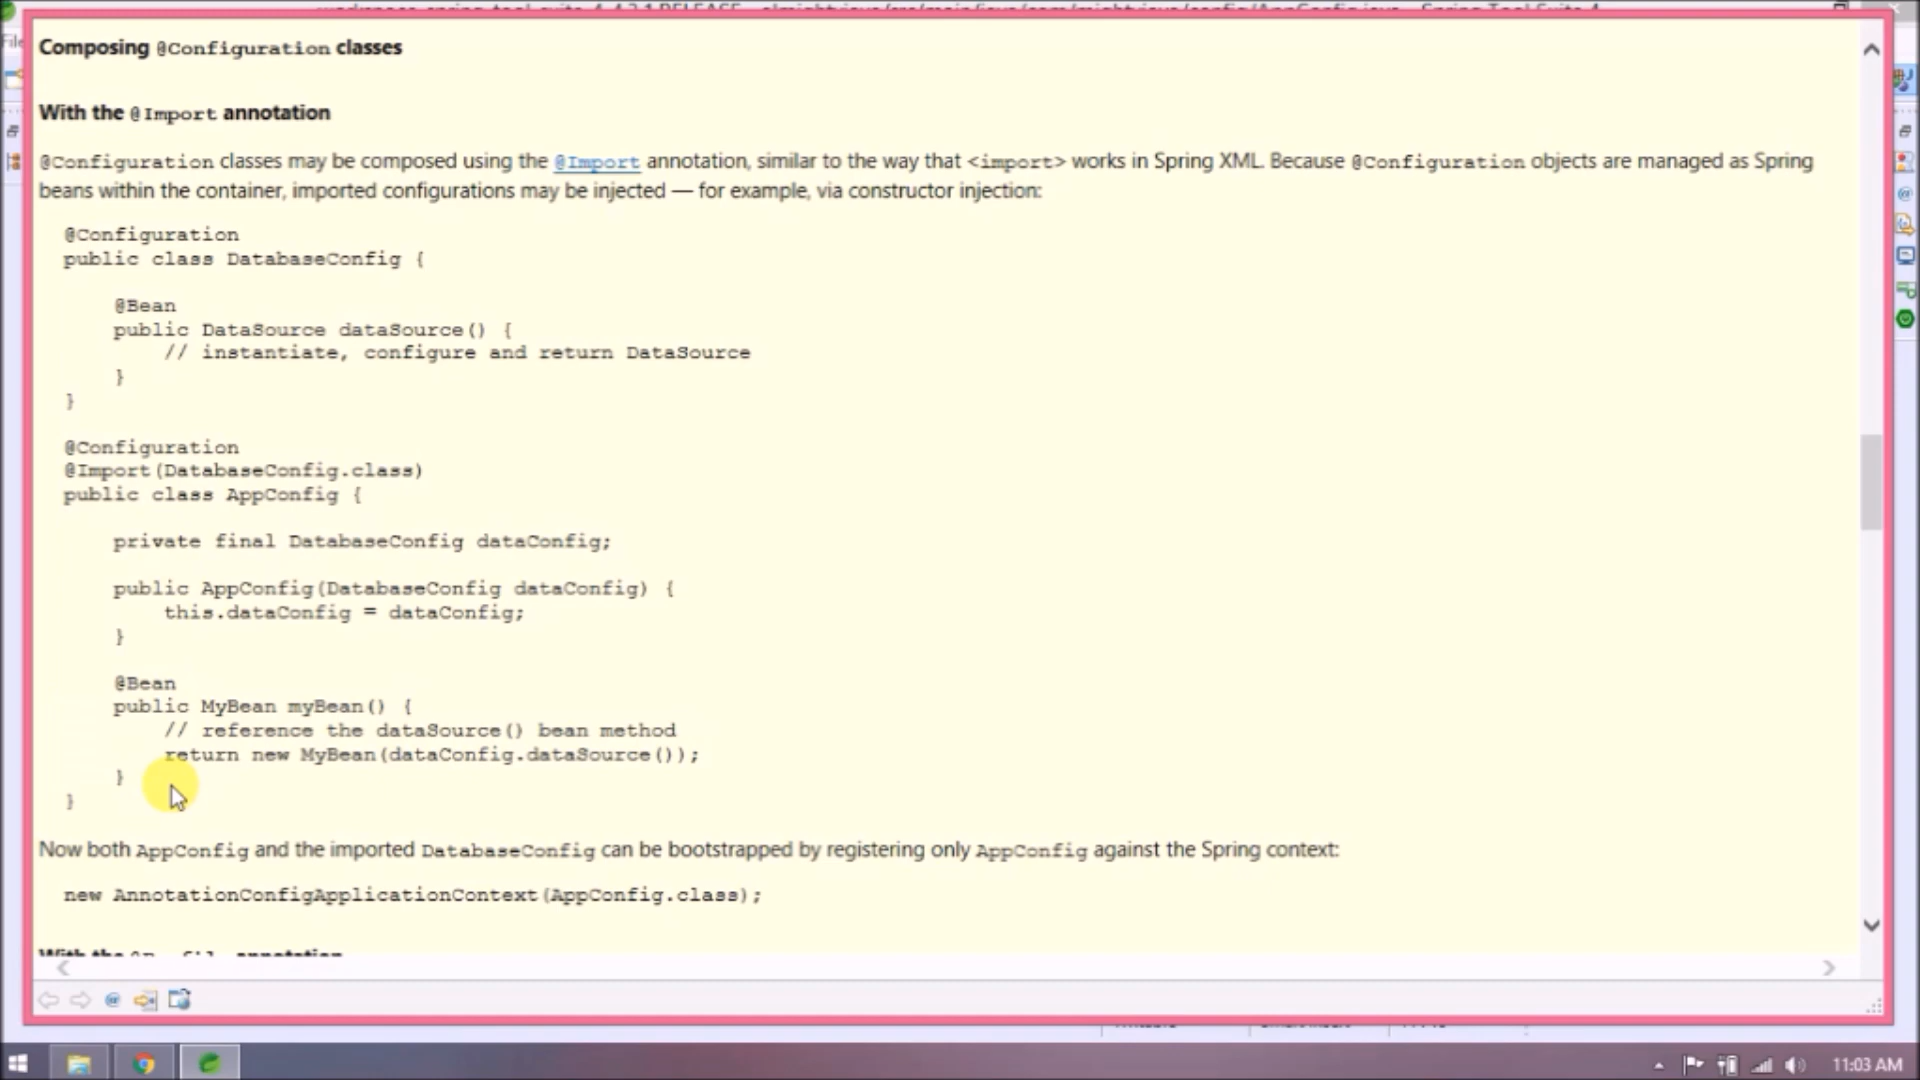 Composing @Configuration classes
With the @Import annotation
@Configuration classes may be composed using the @Import annotation, similar to the way that <import> works in Spring XML. Because @Configuration objects are managed as Spring
beans within the container, imported configurations may be injected — for example, via constructor injection:
@Configuration
public class DatabaseConfig {
@Bean
public DataSource dataSource() {
// instantiate, configure and return DataSource
}
}
@Configuration
@Import(DatabaseConfig.class)
public class AppConfig {
private final DatabaseConfig dataConfig;
public AppConfig(DatabaseConfig dataConfig) {
this.dataConfig = dataConfig;
}
@Bean
public MyBean myBean() {
// reference the dataSource() bean method
return new MyBean(dataConfig.dataSource());
}
}
Now both AppConfig and the imported DatabaseConfig can be bootstrapped by registering only AppConfig against the Spring context:
new AnnotationConfigApplicationContext(AppConfig.class);
11:03 AM